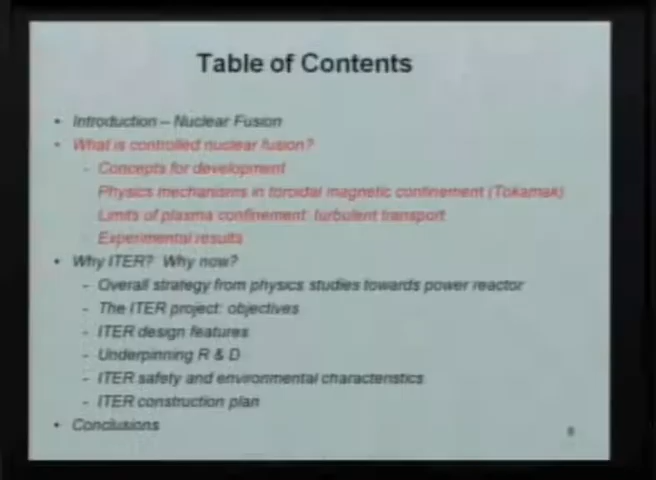 Table of Contents
• Introduction – Nuclear Fusion
• What is controlled nuclear fusion?
- Concepts for development
Physics mechanisms in toroidal magnetic confinement (Tokamak)
Limits of plasma confinement: turbulent transport
Experimental results
• Why ITER? Why now?
- Overall strategy from physics studies towards power reactor
- The ITER project: objectives
- ITER design features
- Underpinning R & D
- ITER safety and environmental characteristics
- ITER construction plan
• Conclusions